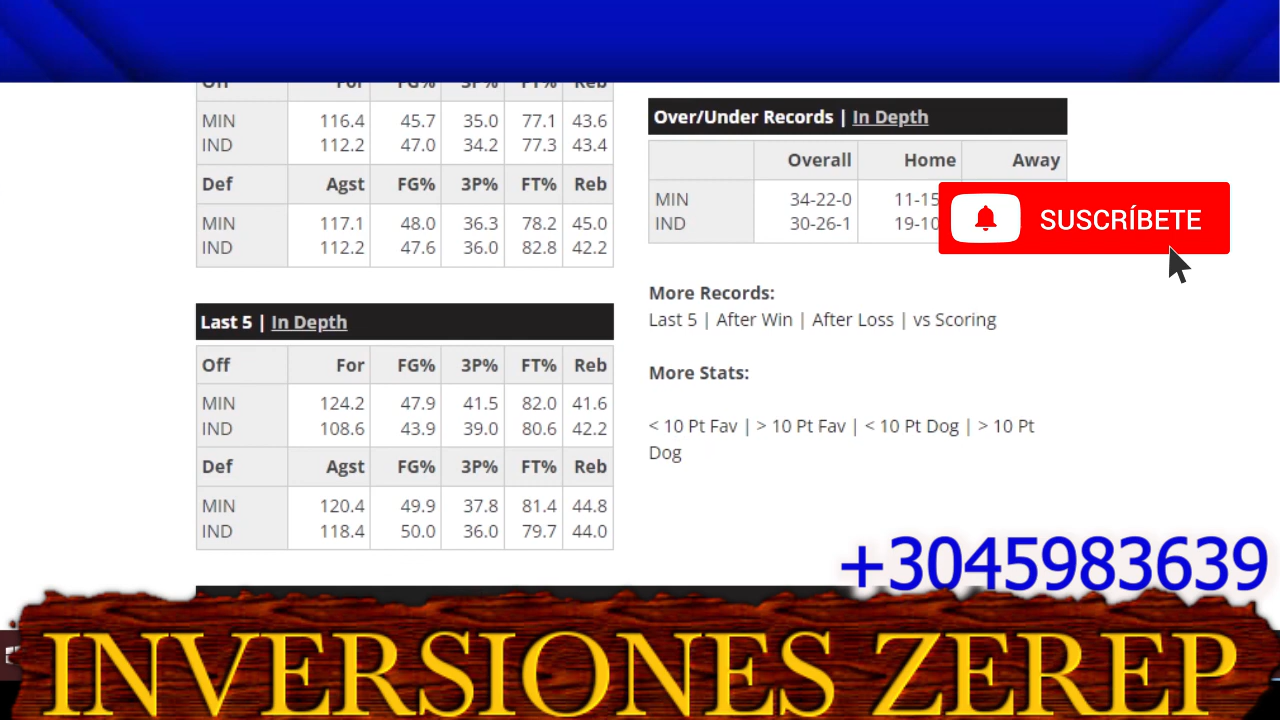 Off For FG% 3P% FT% Reb
MIN 116.4 45.7 35.0 77.1 43.6
IND 112.2 47.0 34.2 77.3 43.4
Def Agst FG% 3P% FT% Reb
MIN 117.1 48.0 36.3 78.2 45.0
IND 112.2 47.6 36.0 82.8 42.2
Last 5 | In Depth
Off For FG% 3P% FT% Reb
MIN 124.2 47.9 41.5 82.0 41.6
IND 108.6 43.9 39.0 80.6 42.2
Def Agst FG% 3P% FT% Reb
MIN 120.4 49.9 37.8 81.4 44.8
IND 118.4 50.0 36.0 79.7 44.0
Over/Under Records | In Depth
Overall Home Away
MIN 34-22-0 11-15
IND 30-26-1 19-10
SUSCRÍBETE
More Records:
Last 5 | After Win | After Loss | vs Scoring
More Stats:
< 10 Pt Fav | > 10 Pt Fav | < 10 Pt Dog | > 10 Pt
Dog
+3045983639
INVERSIONES ZEREP